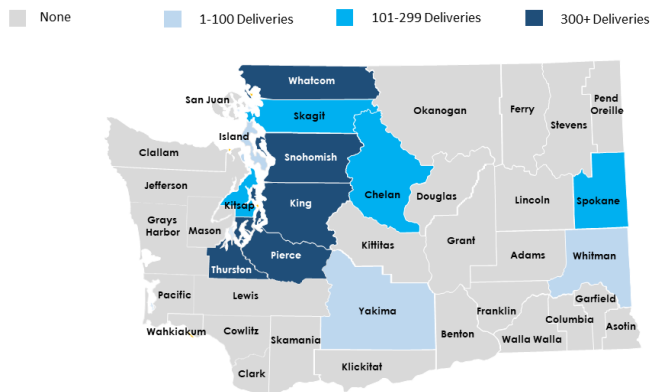 None
1-100 Deliveries
101-299 Deliveries
300+ Deliveries
Whatcom
San Juan
Skagit
Okanogan
Ferry
Stevens
Pend
Oreille
Island
Clallam
Snohomish
Jefferson
Chelan
Douglas
Kitsap
King
Lincoln
Spokane
Grays
Harbor
Mason
Kittitas
Grant
Adams
Whitman
Pierce
Thurston
Pacific
Lewis
Yakima
Garfield
Franklin
Columbia
Asotin
Wahkiakum
Cowlitz
Skamania
Benton
Walla Walla
Klickitat
Clark